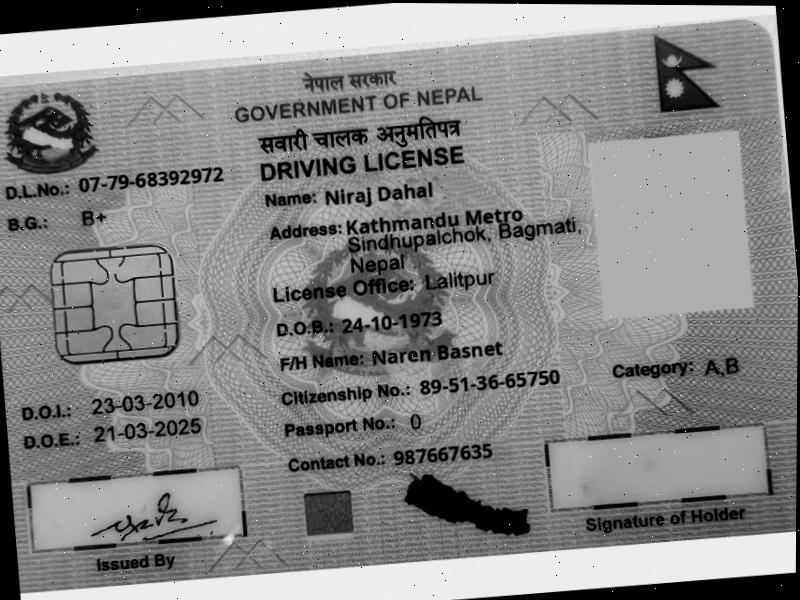 नेपाल सरकार
GOVERNMENT OF NEPAL
सवारी चालक अनुमतिपत्र
DRIVING LICENSE
D.L.No.: 07-79-68392972
B.G.: B+
Name: Niraj Dahal
Address: Kathmandu Metro
Sindhupalchok, Bagmati,
Nepal
License Office: Lalitpur
D.O.B.: 24-10-1973
F/H Name: Naren Basnet
Citizenship No.: 89-51-36-65750
Category: A,B
D.O.I.: 23-03-2010
Passport No.: 0
D.O.E.: 21-03-2025
Contact No.: 987667635
Issued By
Signature of Holder